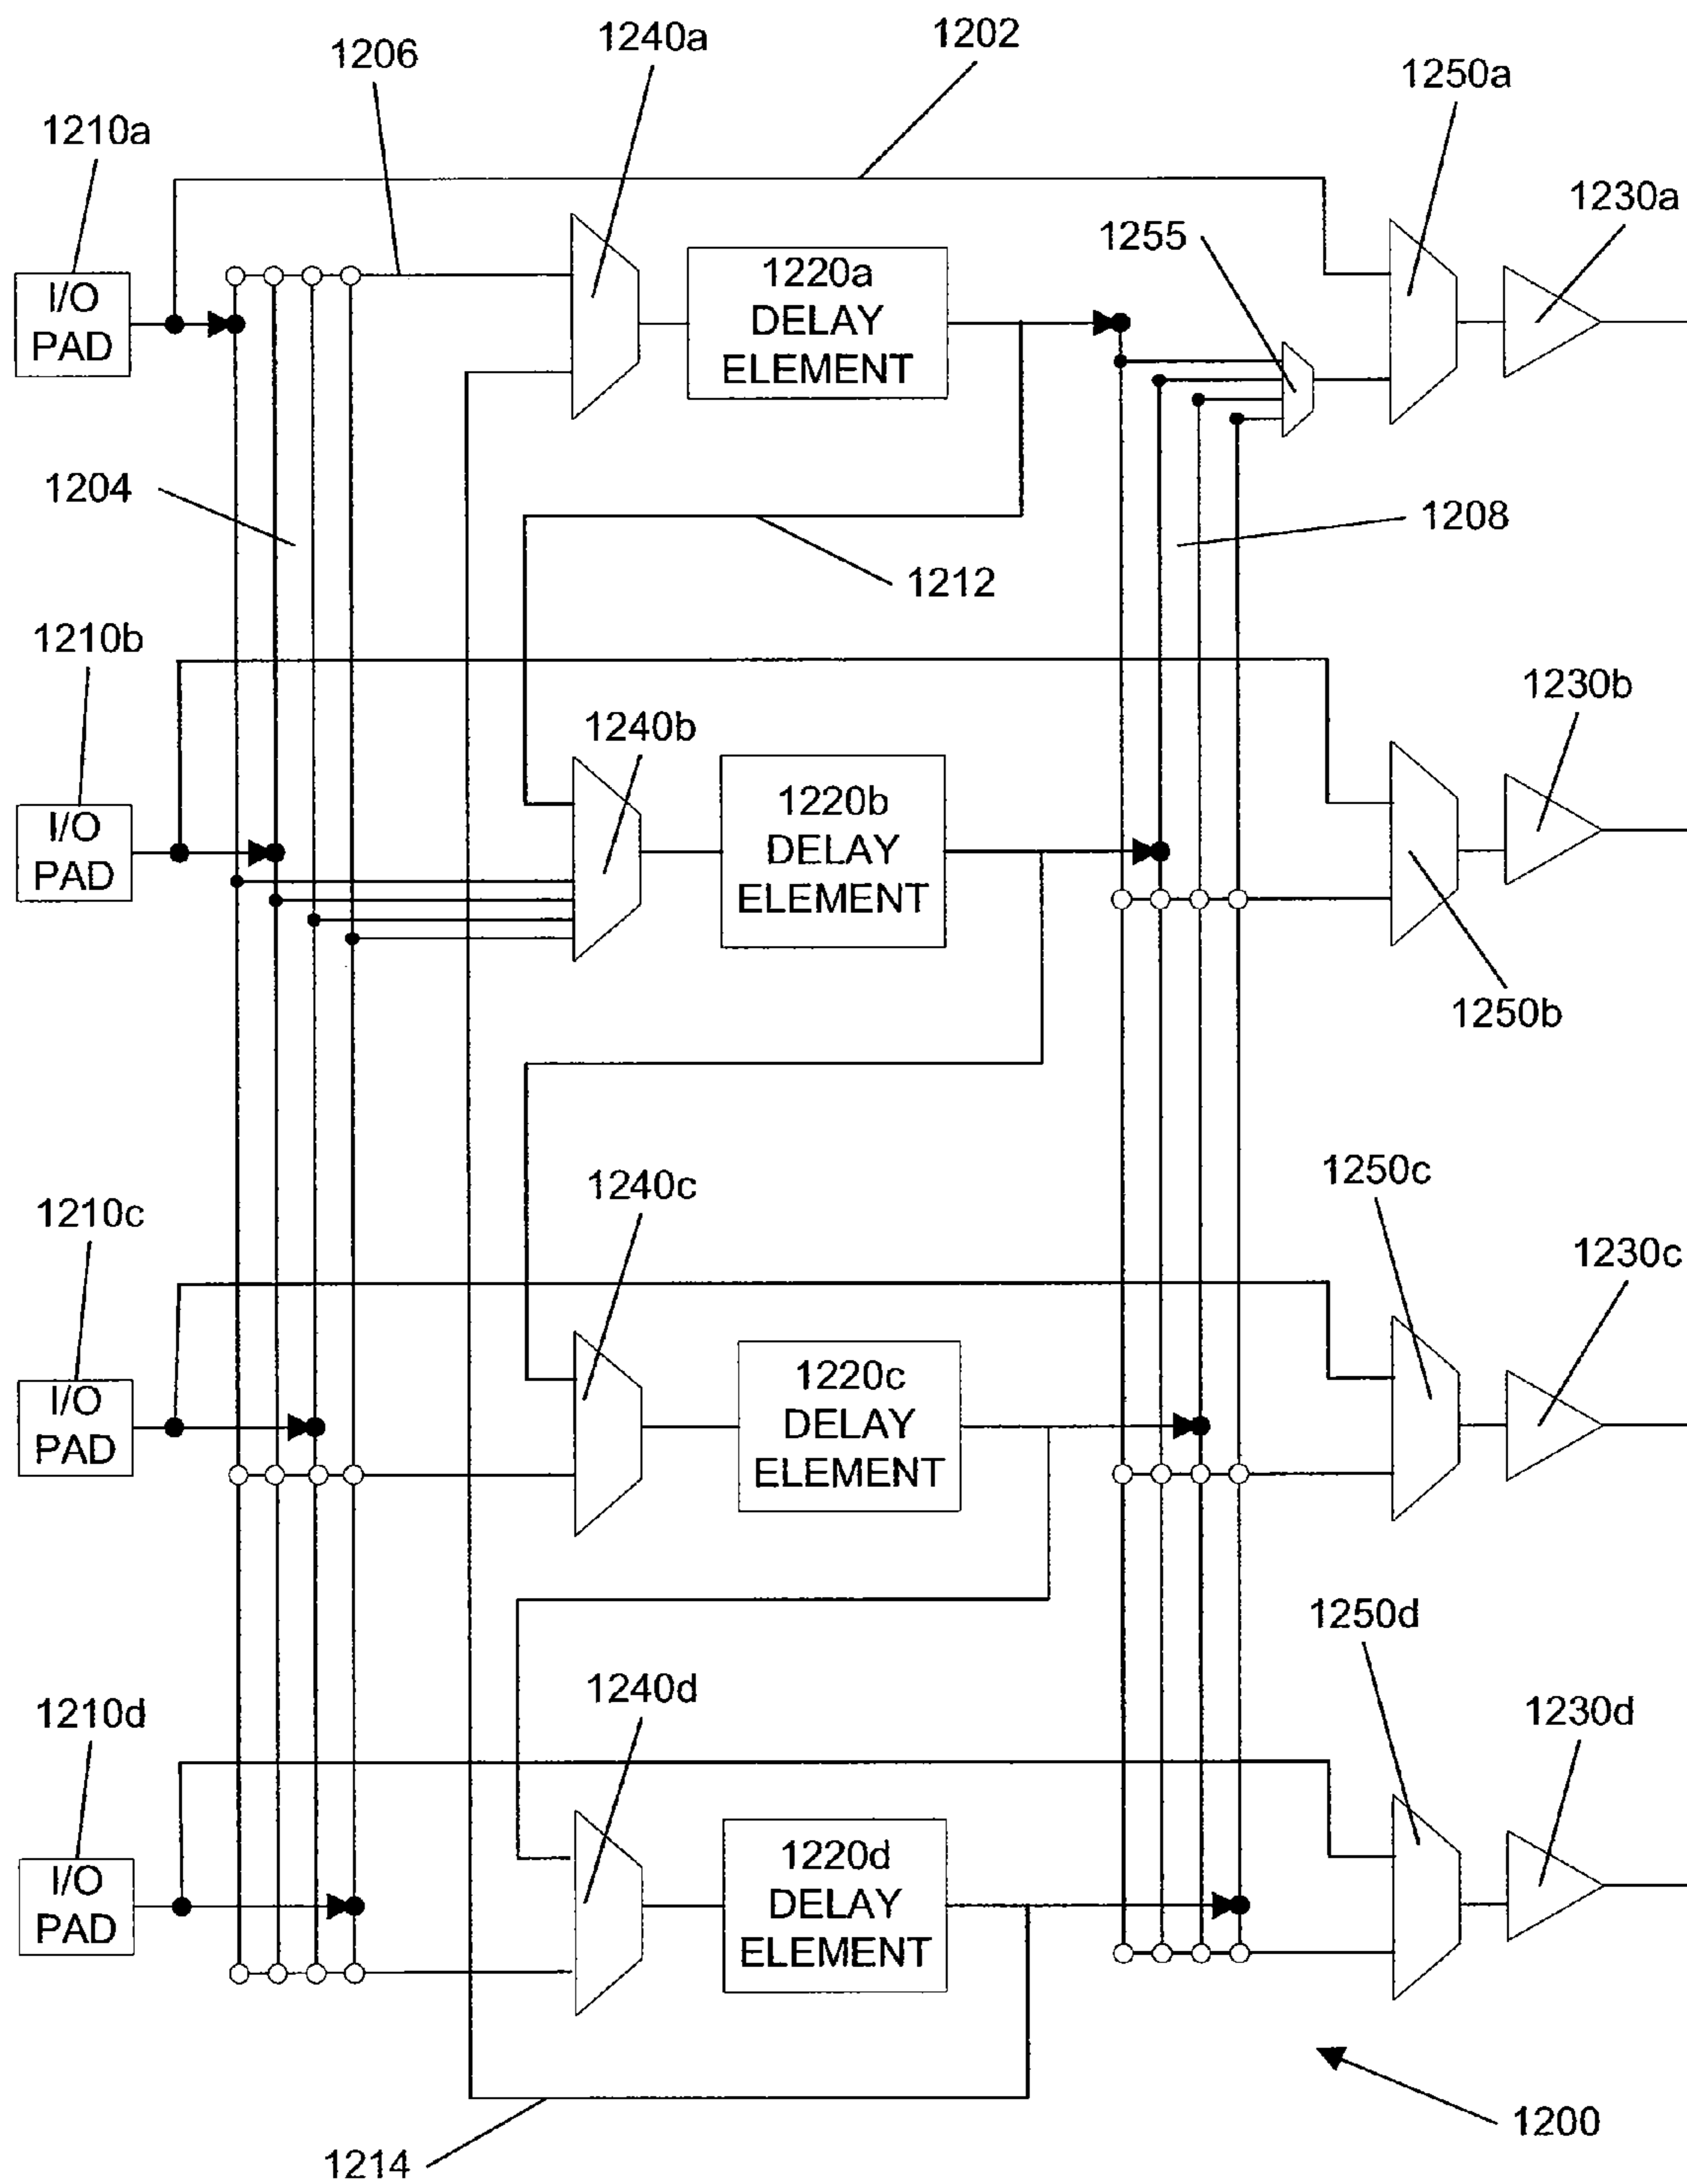 1206
1240a
1202
1250a
1210a
1230a
1255
I/O
PAD
1220a
DELAY
ELEMENT
1204
1208
1212
1210b
1230b
1240b
I/O
PAD
1220b
DELAY
ELEMENT
1250b
1240c
1250c
1210c
1230c
I/O
PAD
1220c
DELAY
ELEMENT
1250d
1240d
1210d
1230d
I/O
PAD
1220d
DELAY
ELEMENT
1200
1214